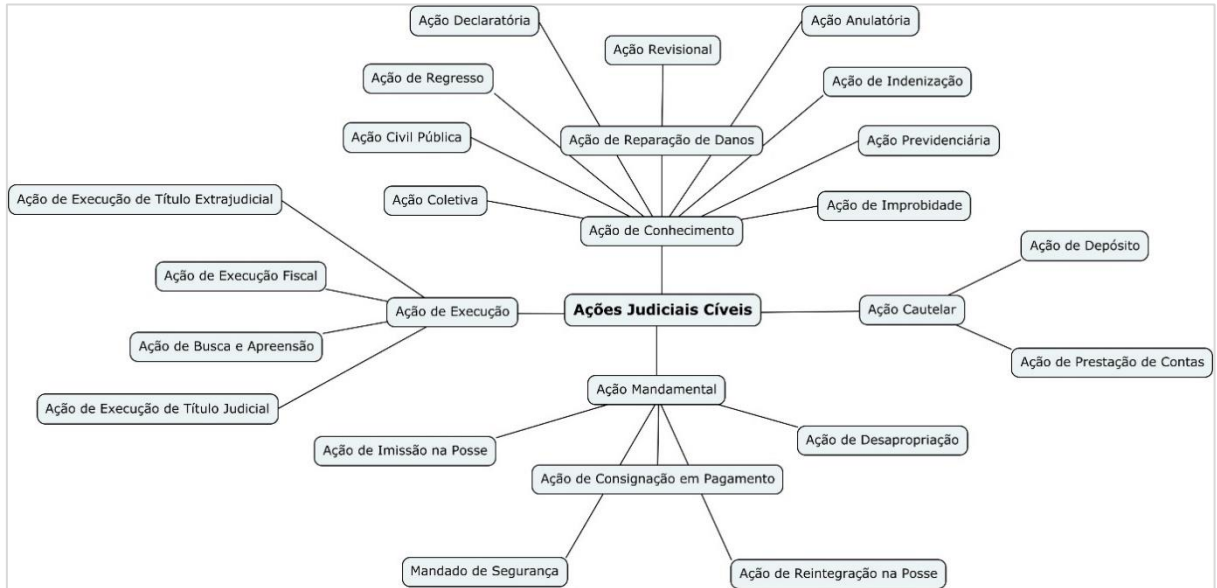 Ação Declaratória
Ação Anulatória
Ação Revisional
Ação de Regresso
Ação de Indenização
Ação Civil Pública
Ação de Reparação de Danos
Ação Previdenciária
Ação de Execução de Título Extrajudicial
Ação Coletiva
Ação de Improbidade
Ação de Conhecimento
Ação de Depósito
Ação de Execução Fiscal
Ação de Execução
Ações Judiciais Cíveis
Ação Cautelar
Ação de Busca e Apreensão
Ação de Prestação de Contas
Ação Mandamental
Ação de Execução de Título Judicial
Ação de Imissão na Posse
Ação de Desapropriação
Ação de Consignação em Pagamento
Mandado de Segurança
Ação de Reintegração na Posse